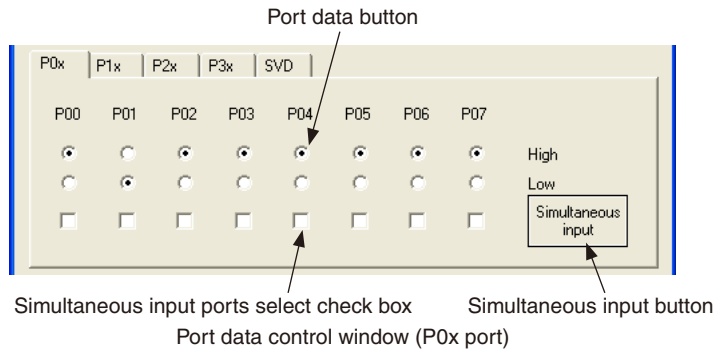 Port data button
P0x P1x P2x P3x SVD
P00 P01 P02 P03 P04 P05 P06 P07
High
Low
Simultaneous
input
Simultaneous input ports select check box Simultaneous input button
Port data control window (P0x port)